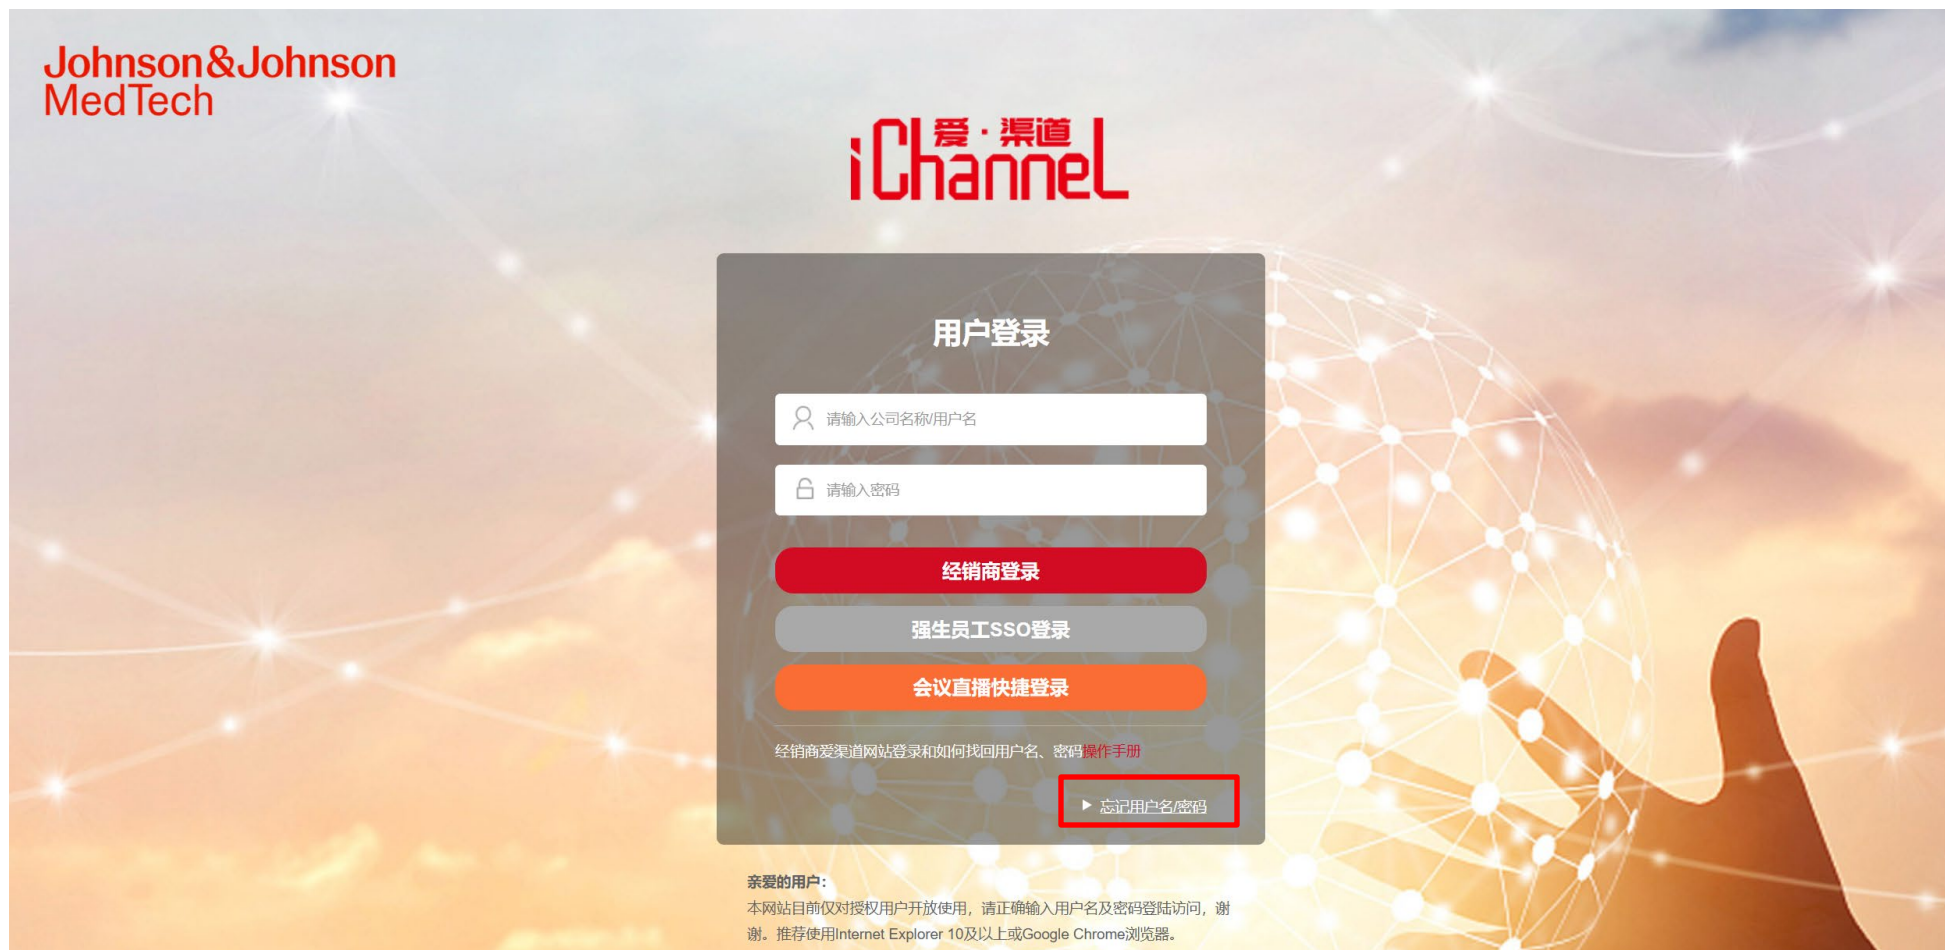 Johnson&Johnson
MedTech
爱·渠道
iChannel
用户登录
请输入公司名称/用户名
请输入密码
经销商登录
强生员工SSO登录
会议直播快捷登录
经销商爱渠道网站登录和如何找回用户名、密码操作手册
忘记用户名/密码
亲爱的用户：
本网站目前仅对授权用户开放使用，请正确输入用户名及密码登陆访问，谢
谢。推荐使用Internet Explorer 10及以上或Google Chrome浏览器。